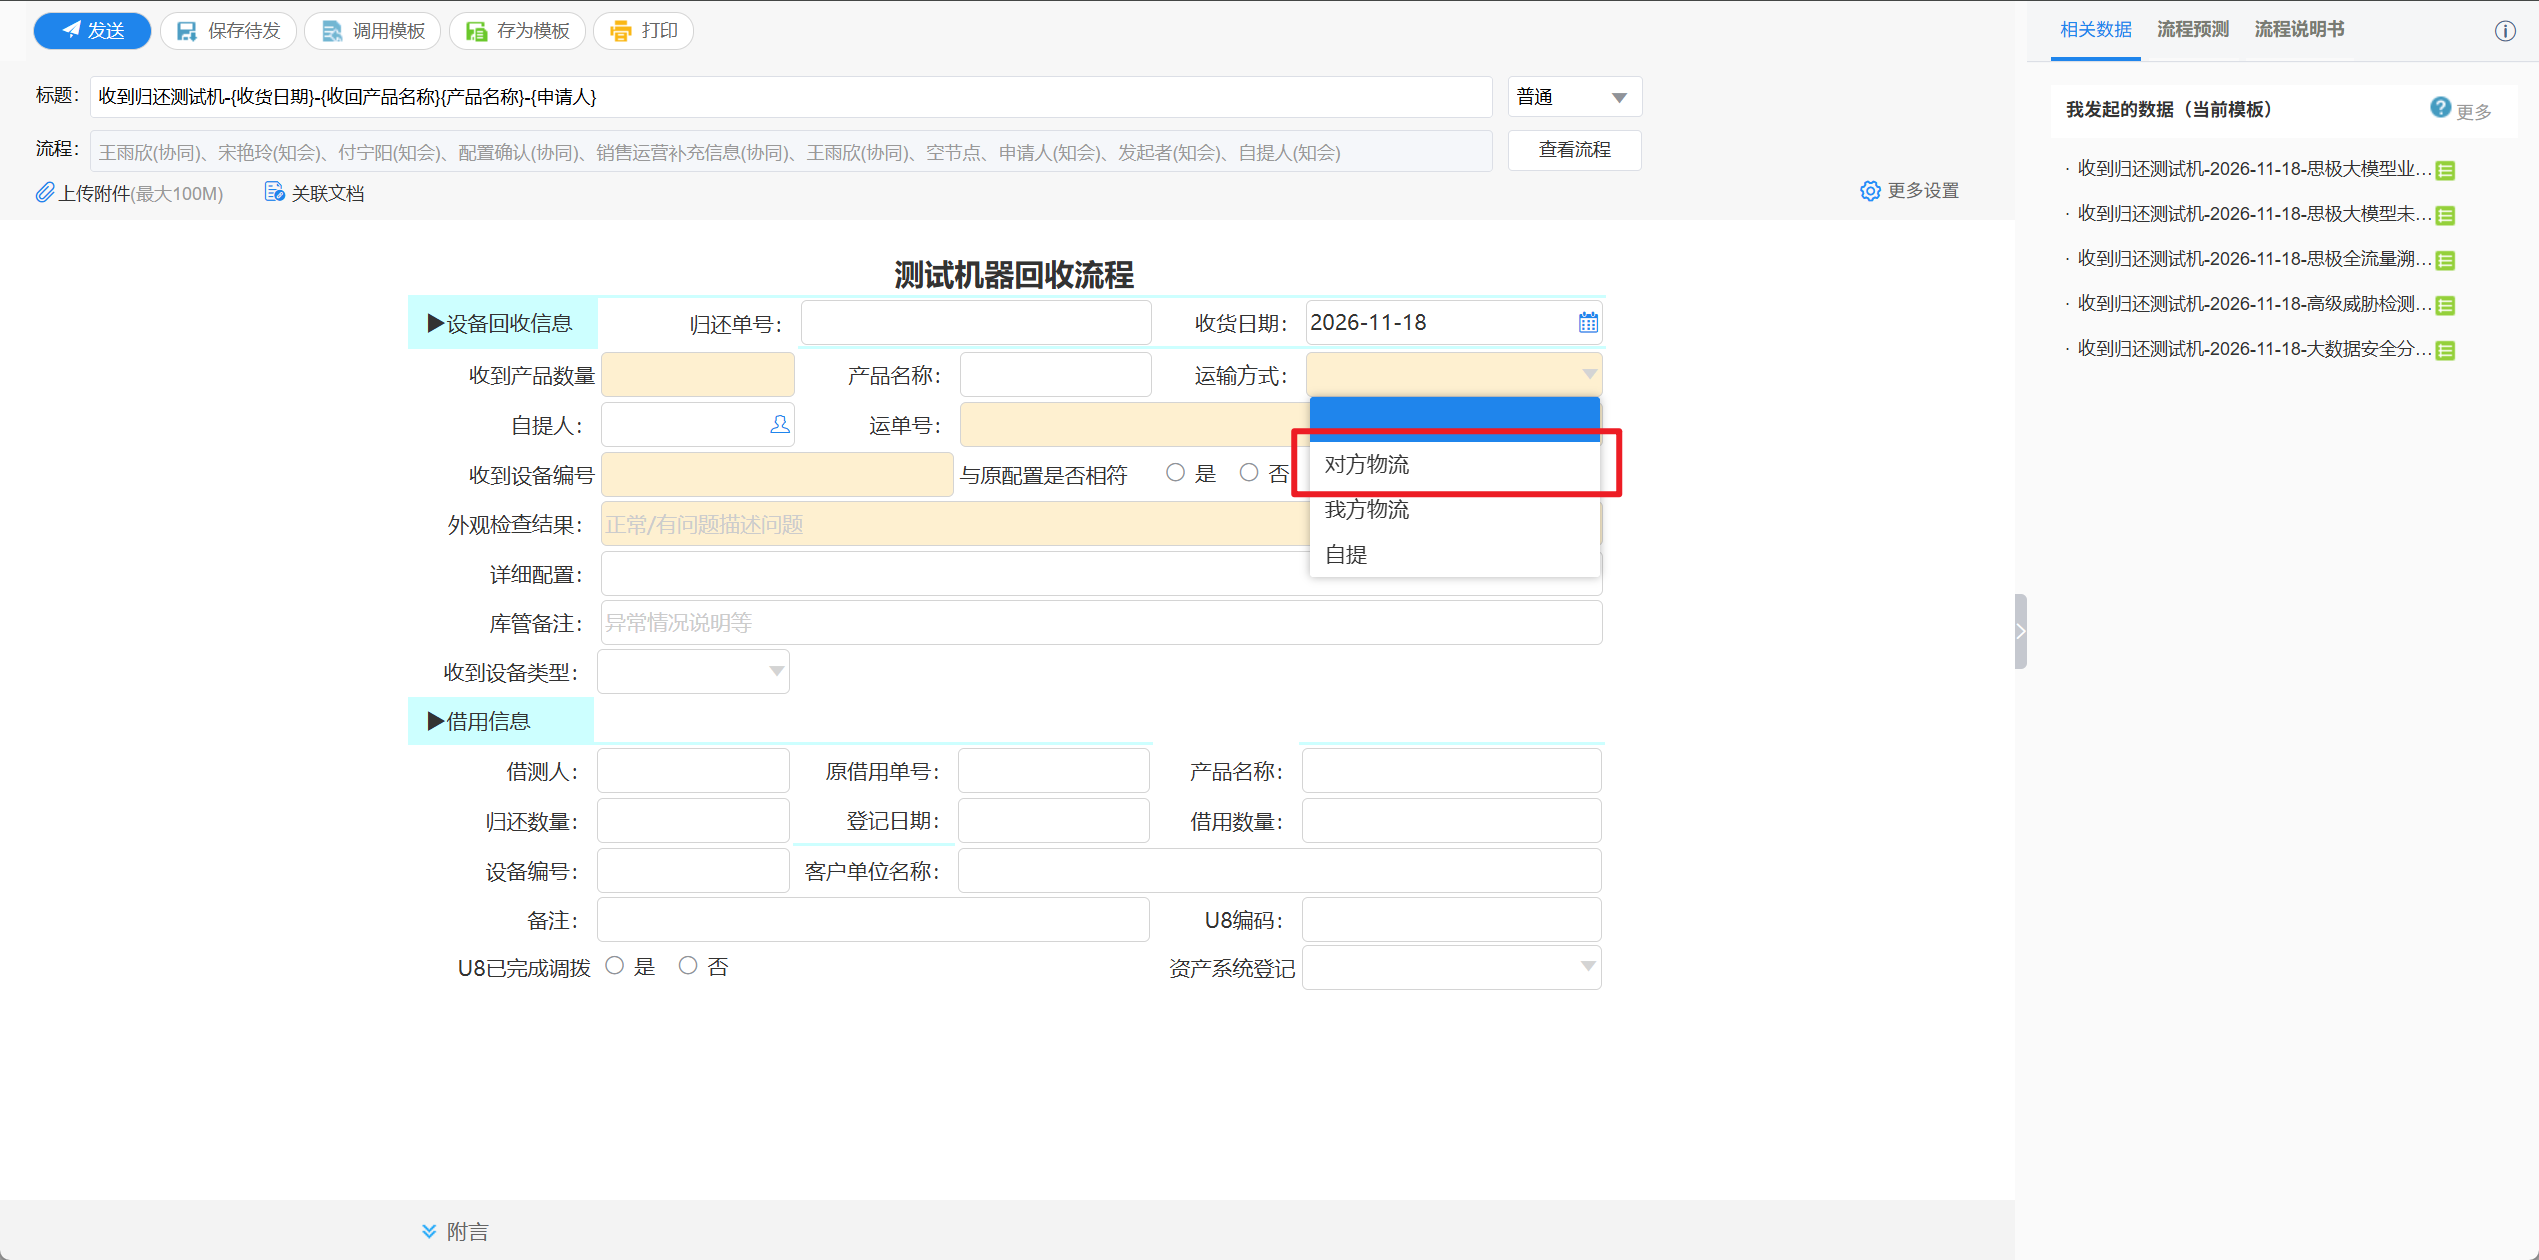 发送 保存待发 调用模板 存为模板 打印
标题： 收到归还测试机-{收货日期}-{收回产品名称}{产品名称}-{申请人} 普通
流程： 王雨欣(协同)、宋艳玲(知会)、付宁阳(知会)、配置确认(协同)、销售运营补充信息(协同)、王雨欣(协同)、空节点、申请人(知会)、发起者(知会)、自提人(知会) 查看流程
上传附件(最大100M) 关联文档 更多设置
测试机器回收流程
▶设备回收信息 归还单号： 收货日期： 2026-11-18
收到产品数量 产品名称： 运输方式：
自提人： 运单号：
收到设备编号 与原配置是否相符 是 否
对方物流
我方物流
自提
外观检查结果： 正常/有问题描述问题
详细配置：
库管备注： 异常情况说明等
收到设备类型：
▶借用信息
借测人： 原借用单号： 产品名称：
归还数量： 登记日期： 借用数量：
设备编号： 客户单位名称：
备注： U8编码：
U8已完成调拨 是 否 资产系统登记
附言
相关数据 流程预测 流程说明书
我发起的数据（当前模板） 更多
· 收到归还测试机-2026-11-18-思极大模型业...
· 收到归还测试机-2026-11-18-思极大模型未...
· 收到归还测试机-2026-11-18-思极全流量溯...
· 收到归还测试机-2026-11-18-高级威胁检测...
· 收到归还测试机-2026-11-18-大数据安全分...